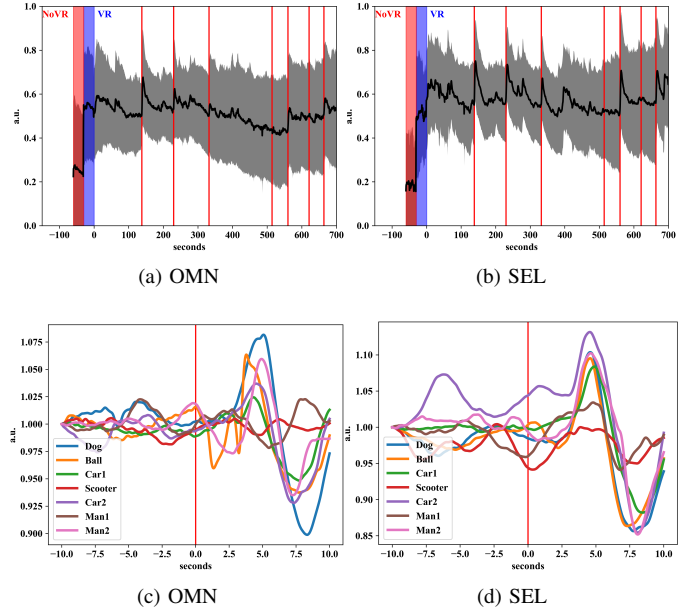 NoVR VR
a.u.
1.0
0.8
0.6
0.4
0.2
0.0
−100 0 100 200 300 400 500 600 700
seconds
(a) OMN
NoVR VR
a.u.
1.0
0.8
0.6
0.4
0.2
0.0
−100 0 100 200 300 400 500 600 700
seconds
(b) SEL
a.u.
1.075
1.050
1.025
1.000
0.975
0.950
0.925
0.900
Dog
Ball
Car1
Scooter
Car2
Man1
Man2
−10.0 −7.5 −5.0 −2.5 0.0 2.5 5.0 7.5 10.0
seconds
(c) OMN
a.u.
1.10
1.05
1.00
0.95
0.90
0.85
Dog
Ball
Car1
Scooter
Car2
Man1
Man2
−10.0 −7.5 −5.0 −2.5 0.0 2.5 5.0 7.5 10.0
seconds
(d) SEL